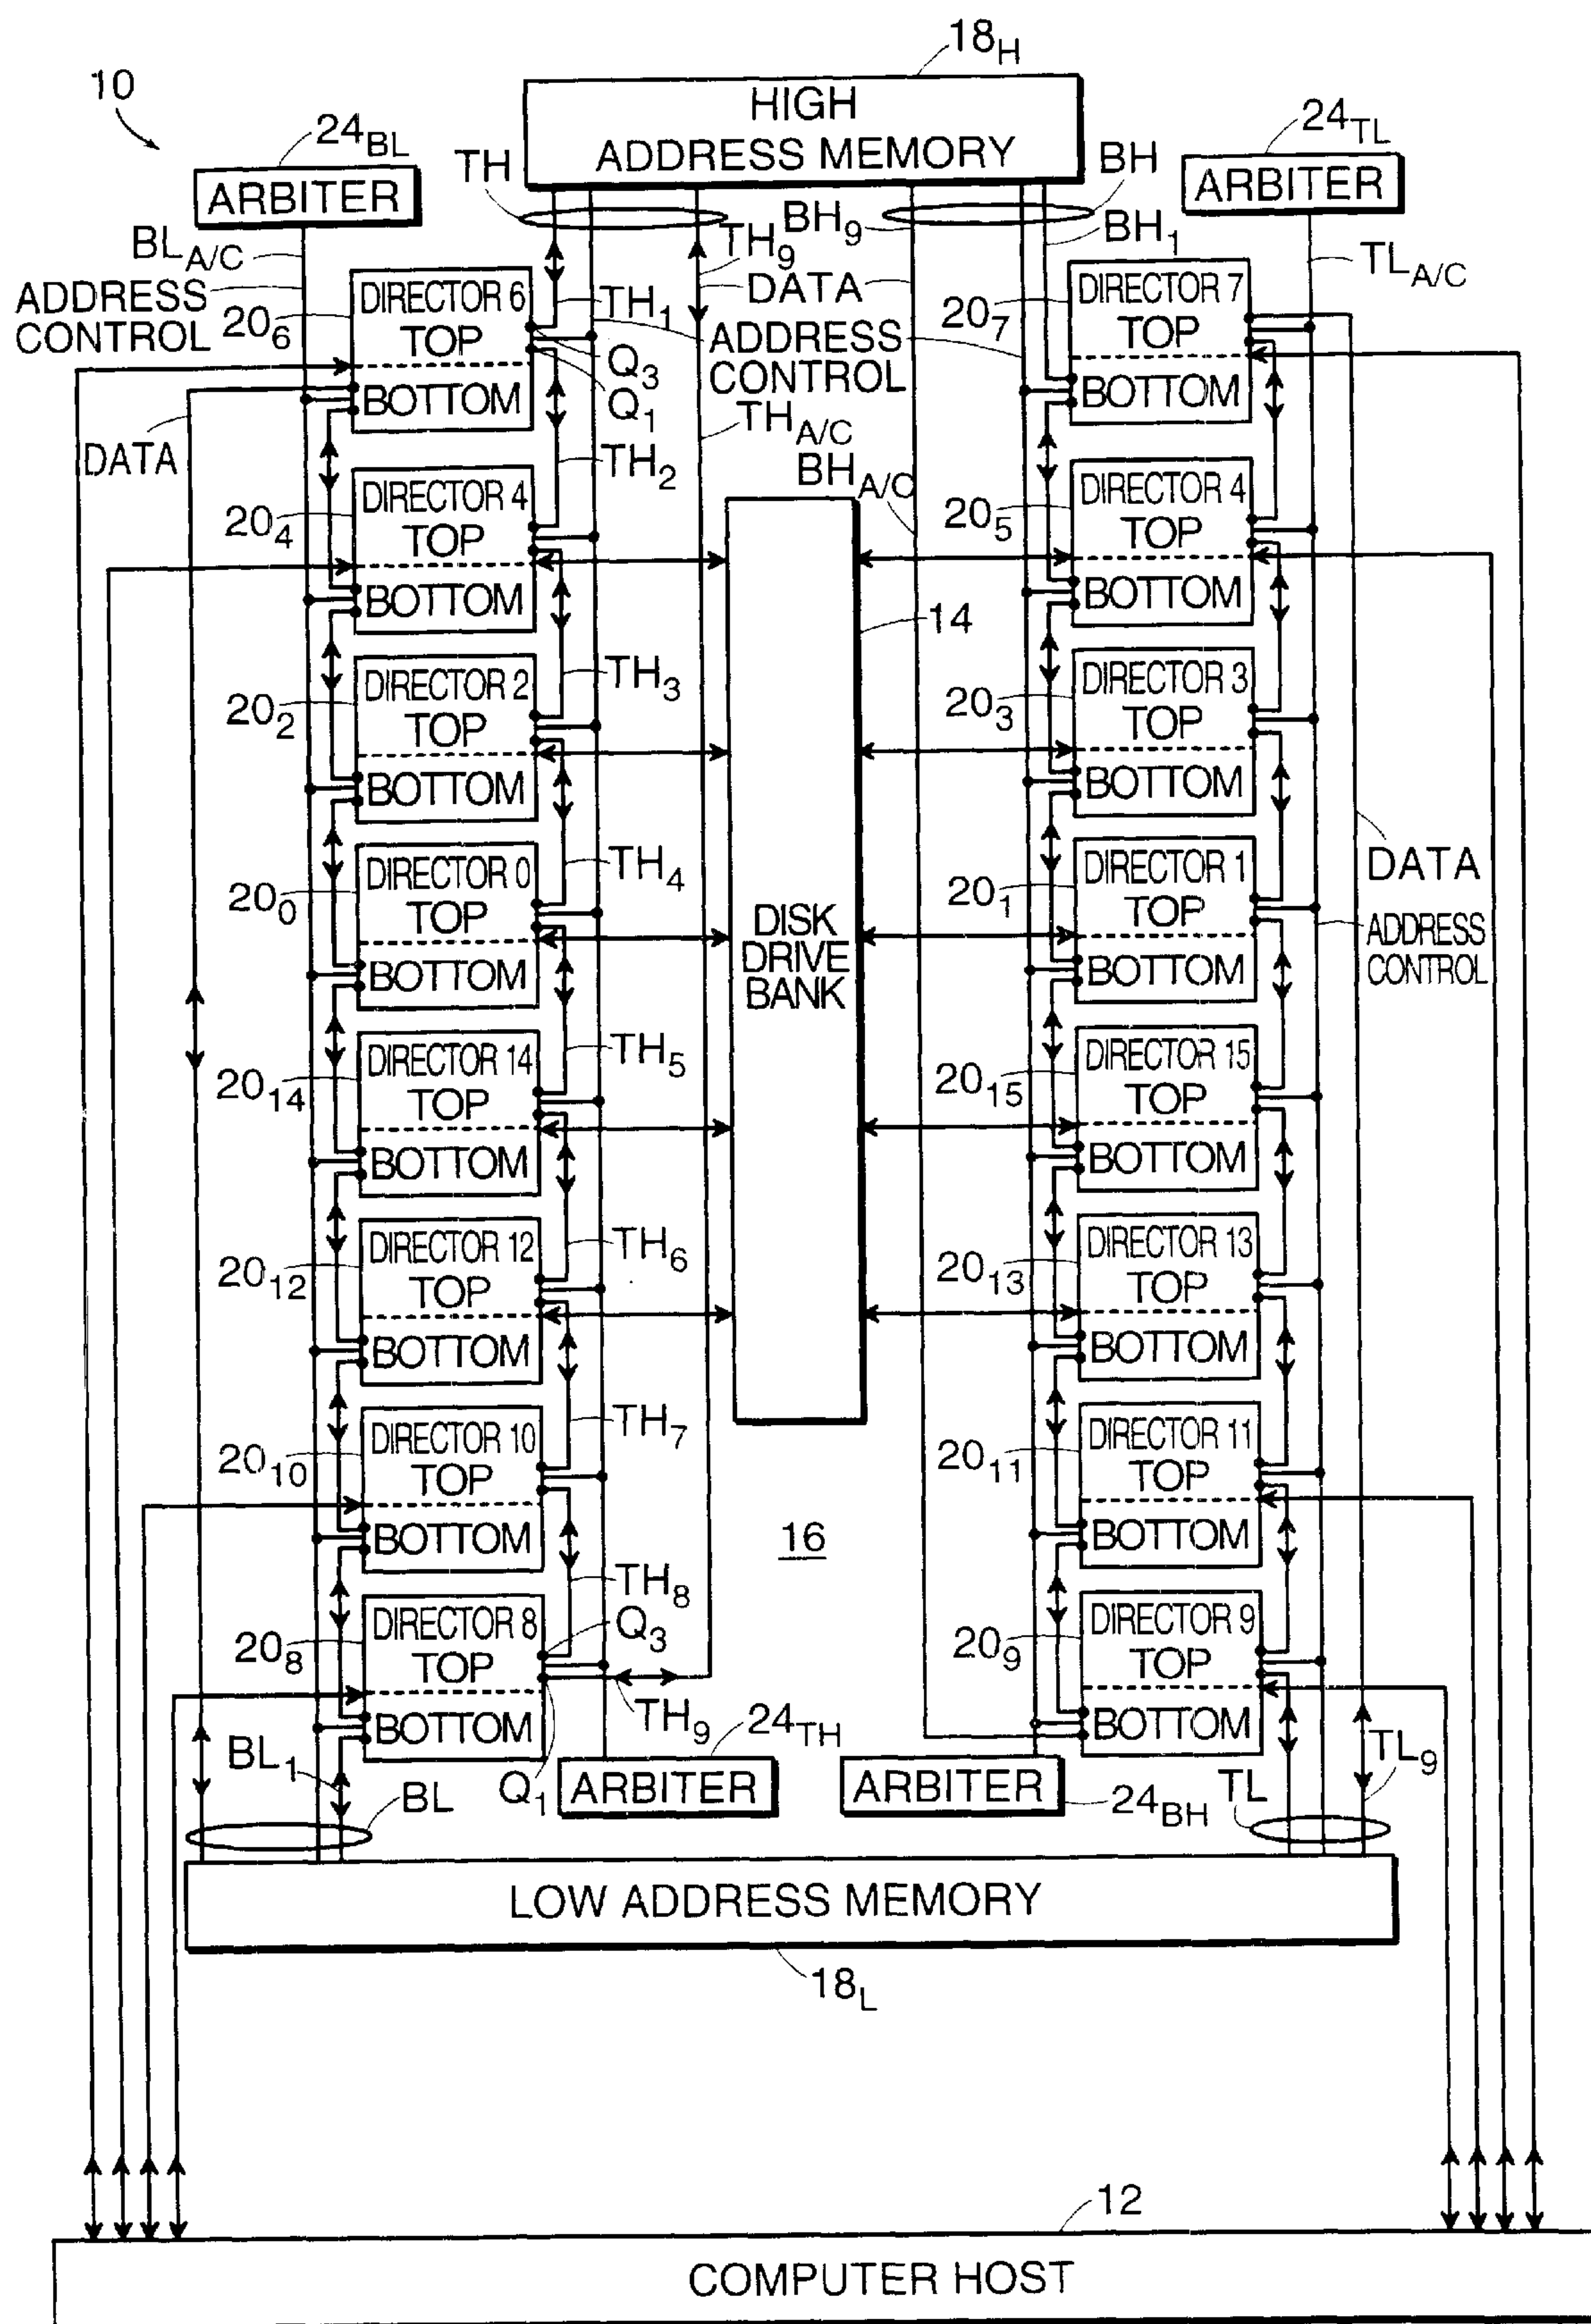 10
18H
HIGH
ADDRESS MEMORY
24BL
ARBITER
TH
BH
24TL
ARBITER
BLA/C
ADDRESS
CONTROL
TH9
DATA
BH9
BH1
TLA/C
206
DIRECTOR 6
TOP
BOTTOM
TH1
Q3
Q1
ADDRESS
CONTROL
THA/C
207
DIRECTOR 7
TOP
BOTTOM
DATA
TH2
BHA/C
204
DIRECTOR 4
TOP
BOTTOM
205
DIRECTOR 4
TOP
BOTTOM
14
202
DIRECTOR 2
TOP
BOTTOM
TH3
203
DIRECTOR 3
TOP
BOTTOM
200
DIRECTOR 0
TOP
BOTTOM
TH4
DISK
DRIVE
BANK
201
DIRECTOR 1
TOP
BOTTOM
DATA
ADDRESS
CONTROL
2014
DIRECTOR 14
TOP
BOTTOM
TH5
2015
DIRECTOR 15
TOP
BOTTOM
2012
DIRECTOR 12
TOP
BOTTOM
TH6
2013
DIRECTOR 13
TOP
BOTTOM
2010
DIRECTOR 10
TOP
BOTTOM
TH7
2011
DIRECTOR 11
TOP
BOTTOM
16
208
DIRECTOR 8
TOP
BOTTOM
TH8
Q3
TH9
Q1
209
DIRECTOR 9
TOP
BOTTOM
24TH
ARBITER
ARBITER
24BH
BL1
BL
TL
TL9
LOW ADDRESS MEMORY
18L
12
COMPUTER HOST